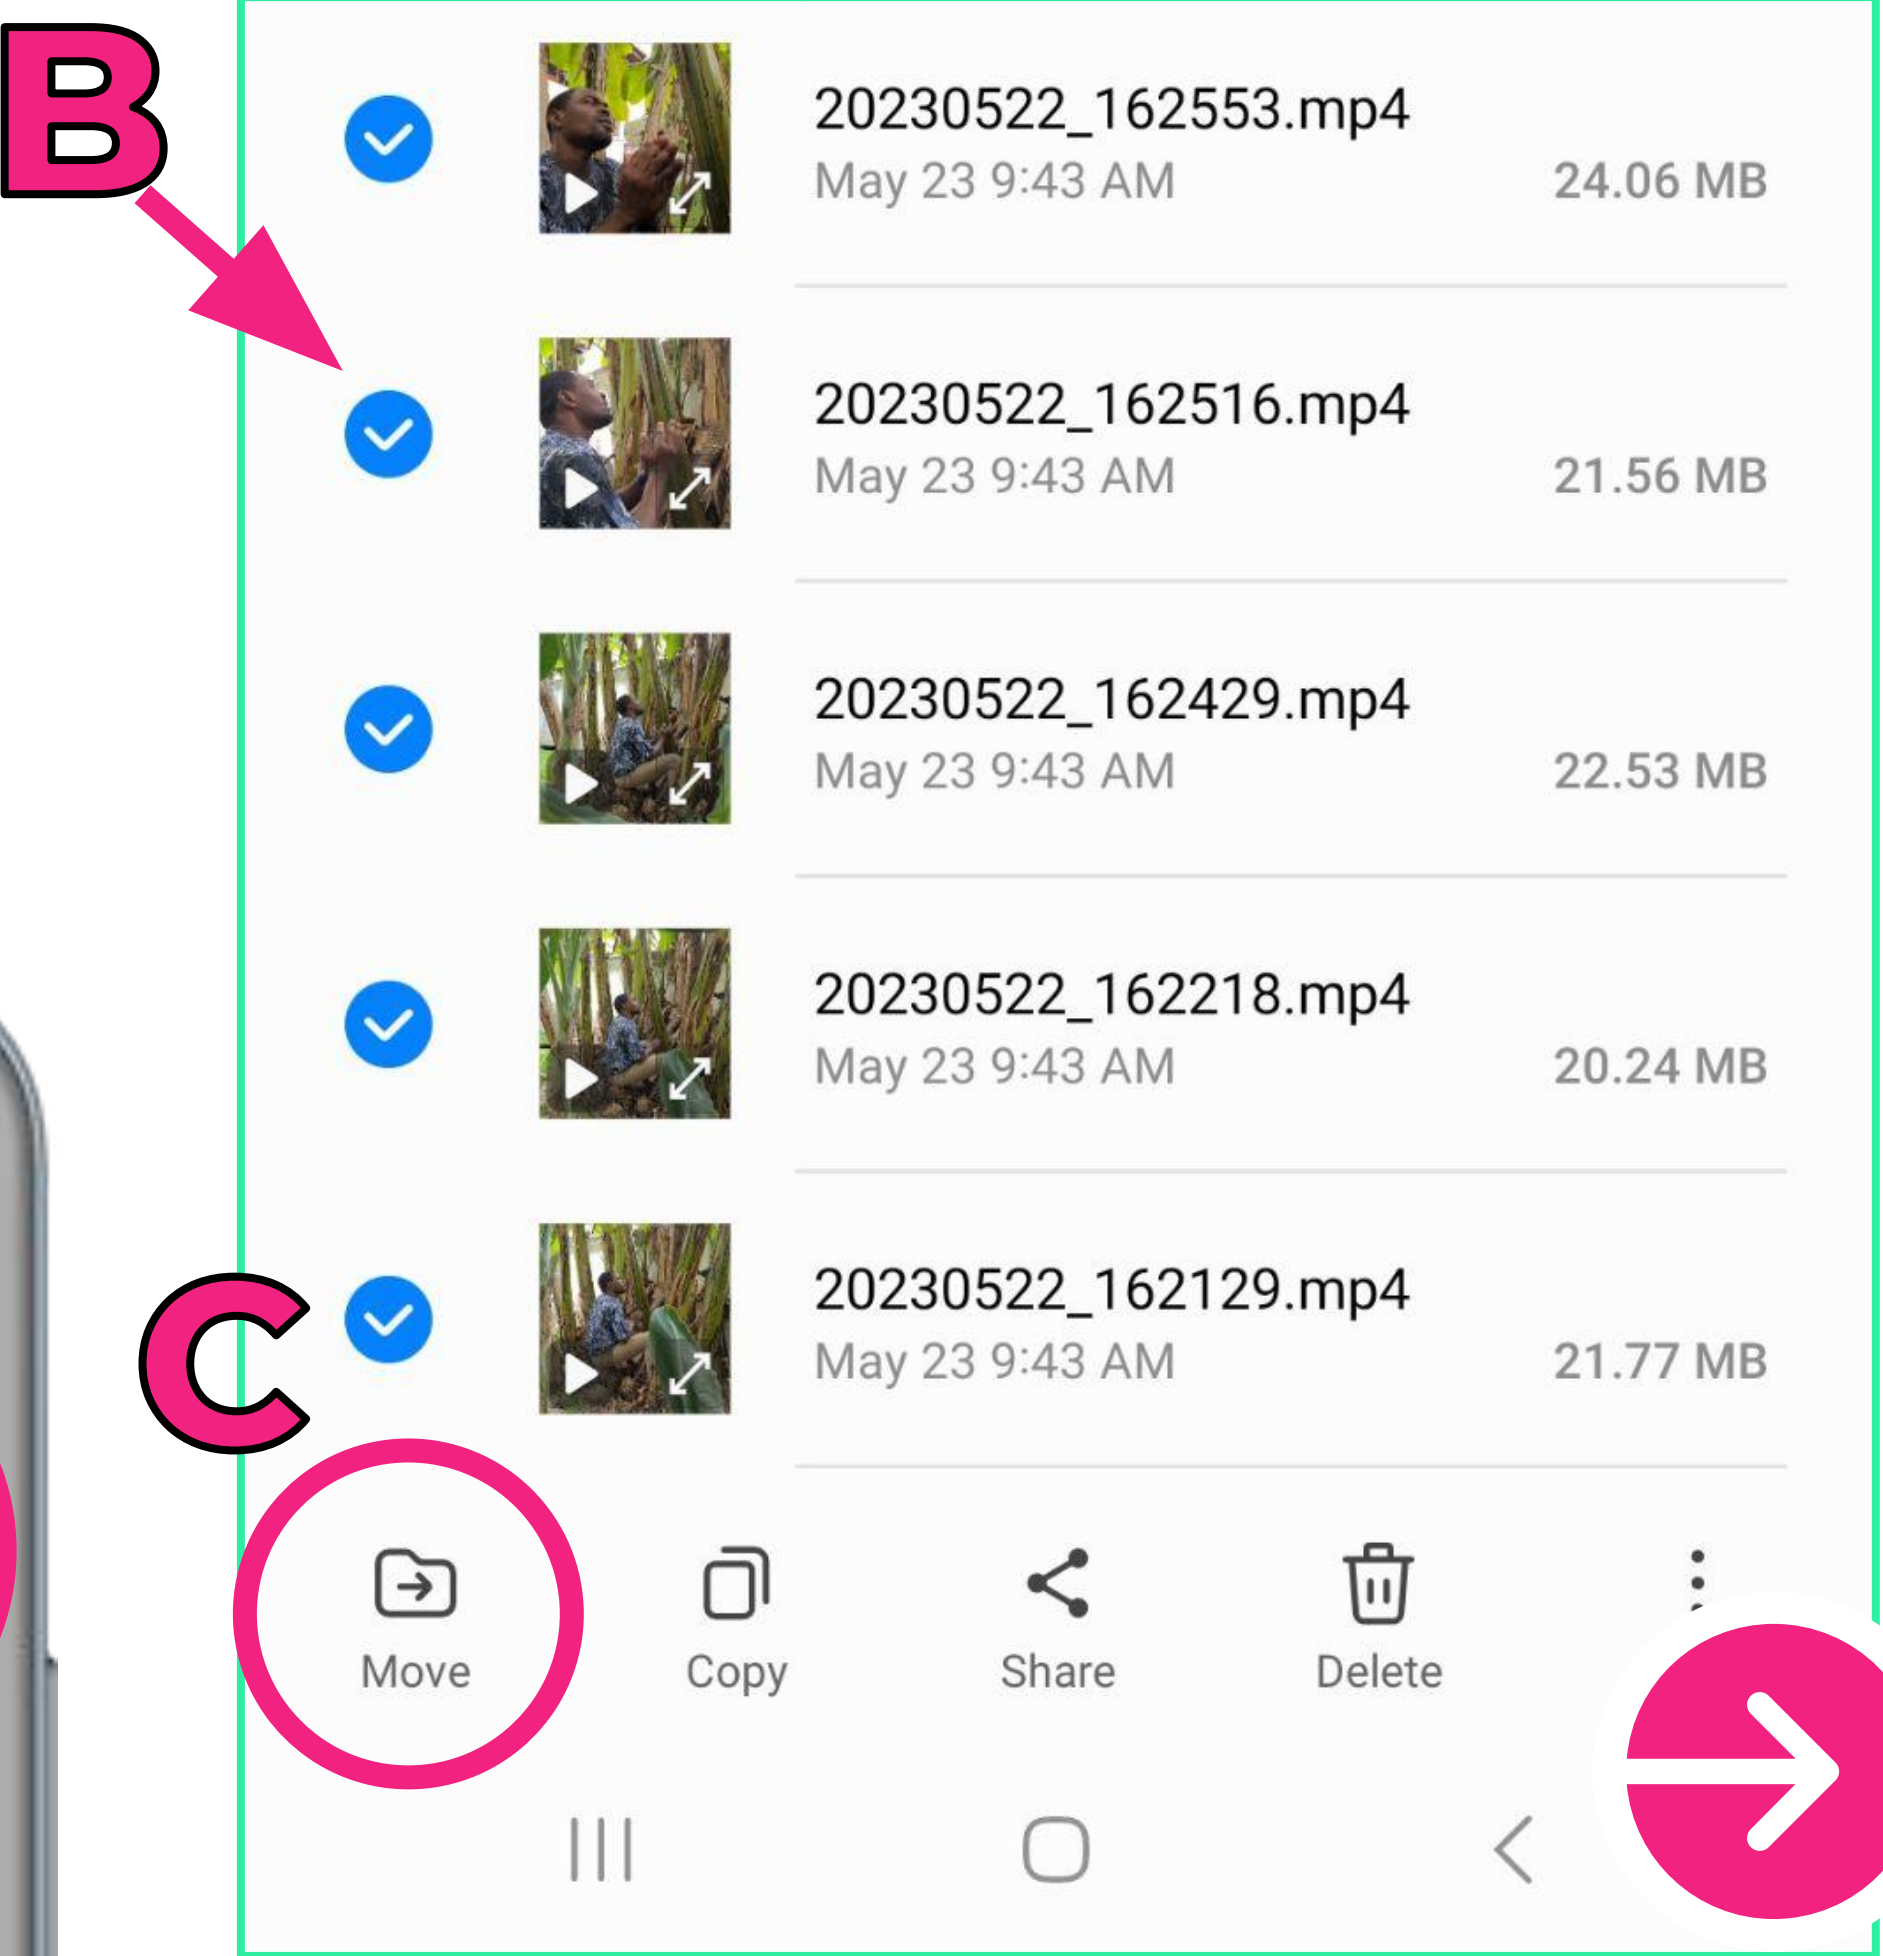 B
20230522_162553.mp4
May 23 9:43 AM
24.06 MB
20230522_162516.mp4
May 23 9:43 AM
21.56 MB
20230522_162429.mp4
May 23 9:43 AM
22.53 MB
20230522_162218.mp4
May 23 9:43 AM
20.24 MB
C
20230522_162129.mp4
May 23 9:43 AM
21.77 MB
Move
Copy
Share
Delete